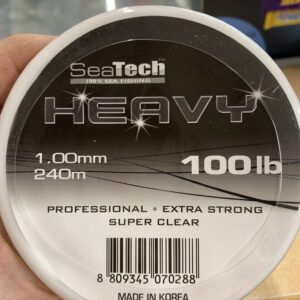 SeaTech™
100% SEA FISHING
HEAVY
1.00mm
240m
100lb
PROFESSIONAL • EXTRA STRONG
SUPER CLEAR
8 809345 070288
MADE IN KOREA